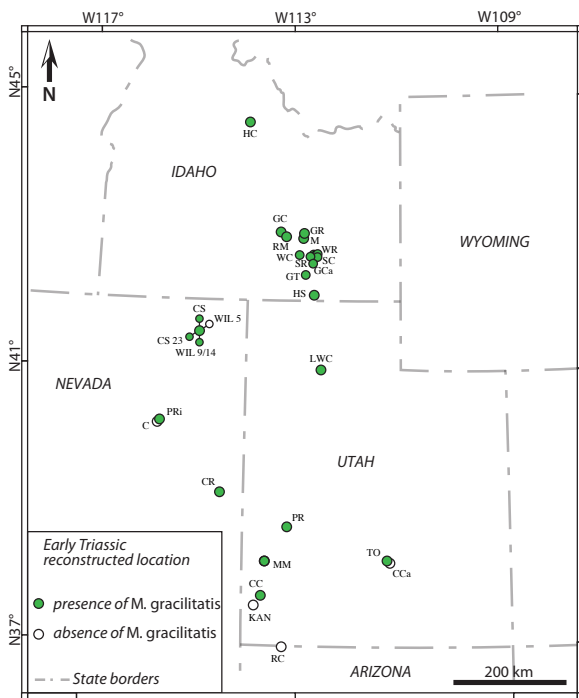 W117° W113° W109°
N45°
N
HC
IDAHO
GC GR
RM M
WYOMING
WC WR
SR SC
GCa
GT
HS
CS
WIL 5
CS 23
WIL 9/14
N41°
LWC
NEVADA
PRi
C
UTAH
CR
PR
Early Triassic
reconstructed location
TO
MM
CCa
CC
presence of M. gracilitatis
KAN
absence of M. gracilitatis
N37°
RC
State borders
ARIZONA
200 km